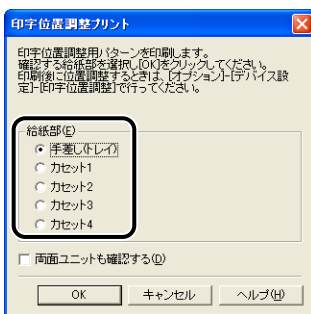 印字位置調整プリント
印字位置調整用パターンを印刷します。
確認する給紙部を選択し[OK]をクリックしてください。
印刷後に位置調整するときは、[オプション]-[デバイス設
定]-[印字位置調整]で行ってください。
給紙部(E)
手差し(トレイ)
カセット1
カセット2
カセット3
カセット4
両面ユニットも確認する(D)
OK キャンセル ヘルプ(H)